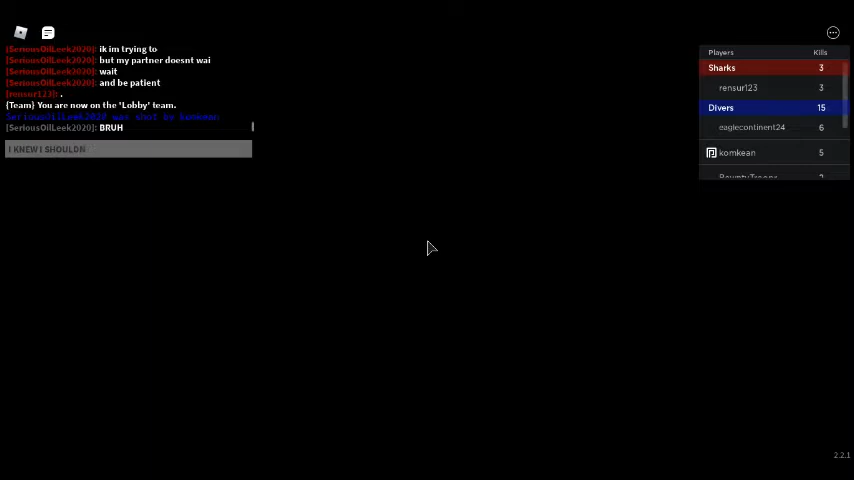 [SeriousOilLeek2020]: ik im trying to
[SeriousOilLeek2020]: but my partner doesnt wai
[SeriousOilLeek2020]: wait
[SeriousOilLeek2020]: and be patient
[rensur123]: .
{Team} You are now on the 'Lobby' team.
SeriousOilLeek2020 was shot by komkean
[SeriousOilLeek2020]: BRUH
I KNEW I SHOULDN
Players Kills
Sharks 3
rensur123 3
Divers 15
eaglecontinent24 6
komkean 5
2.2.1